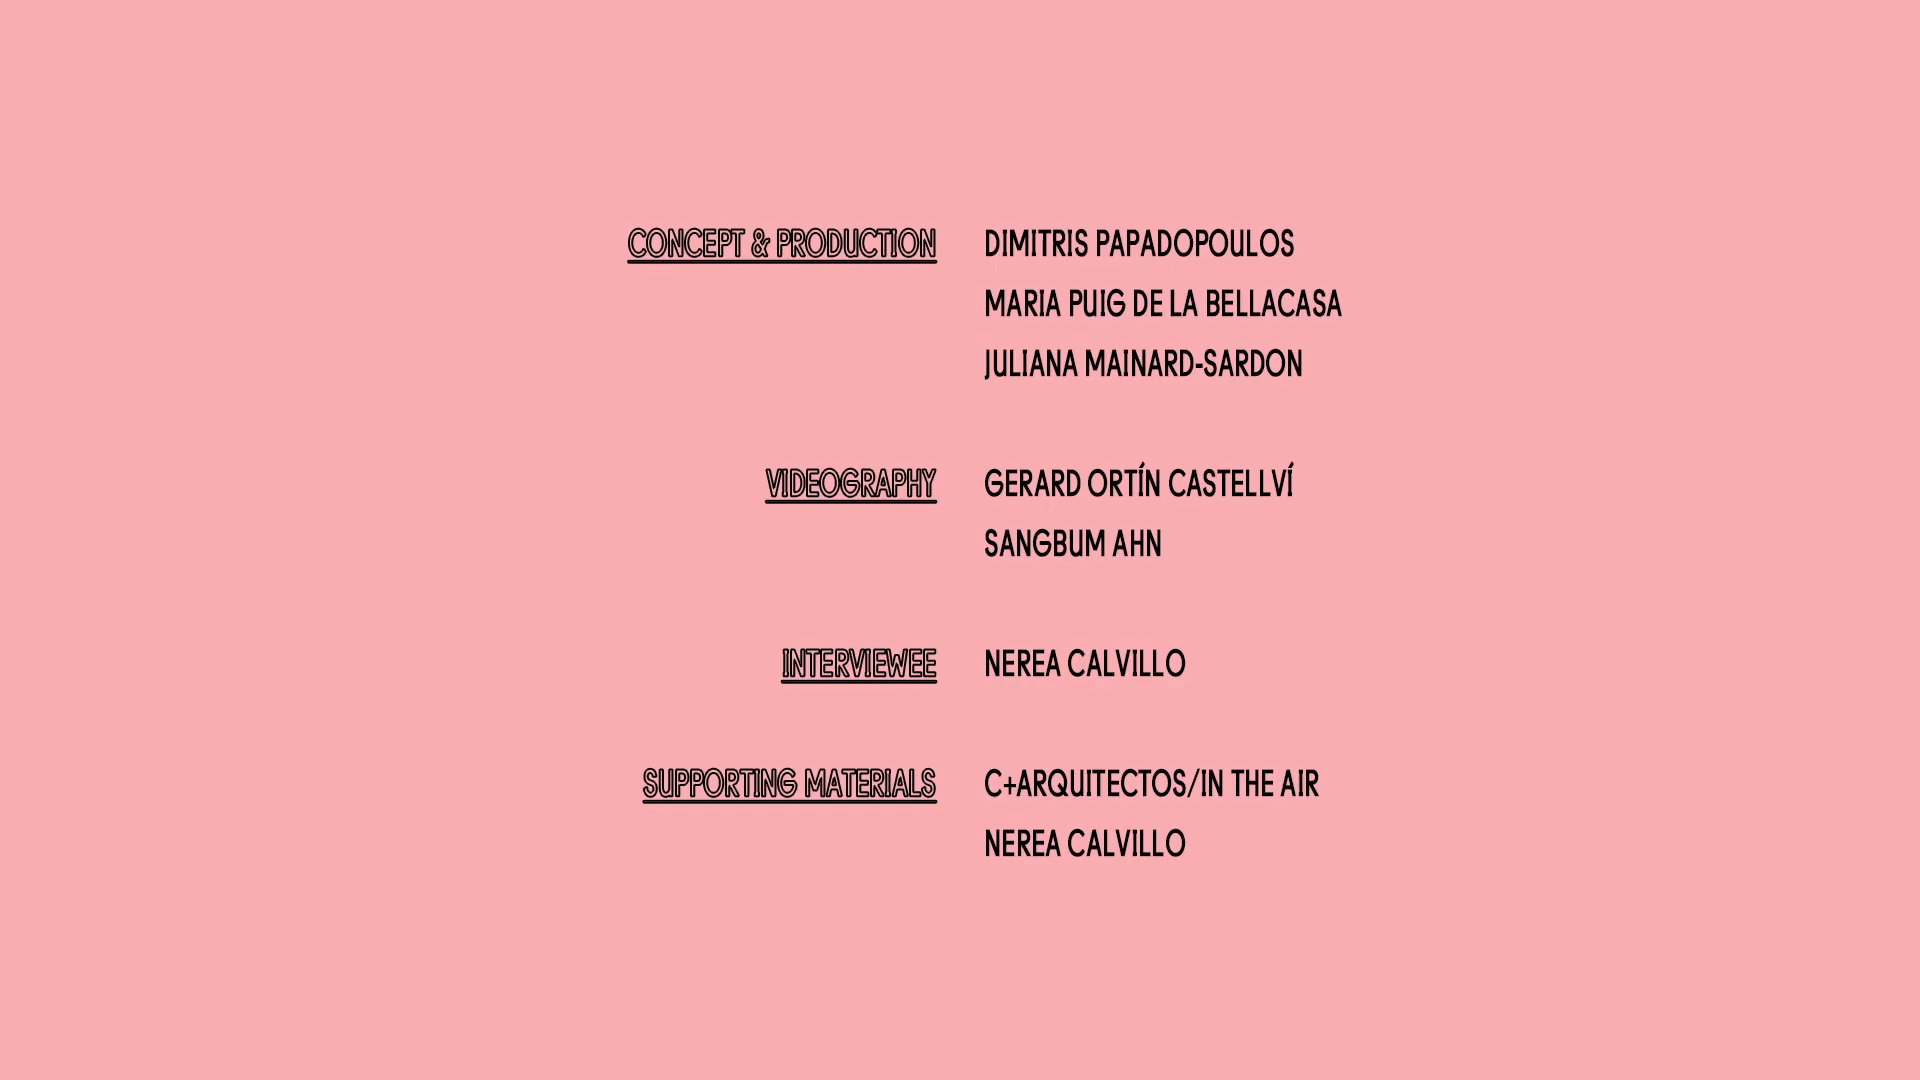 CONCEPT & PRODUCTION DIMITRIS PAPADOPOULOS
MARIA PUIG DE LA BELLACASA
JULIANA MAINARD-SARDON
VIDEOGRAPHY GERARD ORTÍN CASTELLVÍ
SANGBUM AHN
INTERVIEWEE NEREA CALVILLO
SUPPORTING MATERIALS C+ARQUITECTOS/IN THE AIR
NEREA CALVILLO